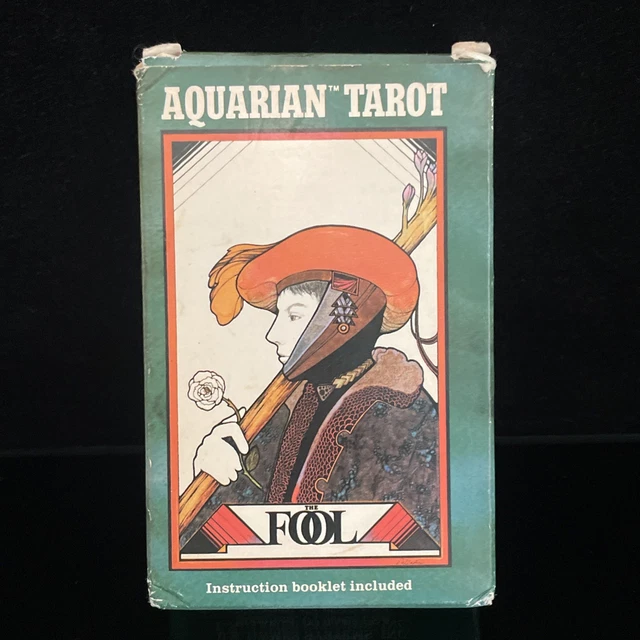 AQUARIAN™ TAROT
THE
FOOL
Instruction booklet included